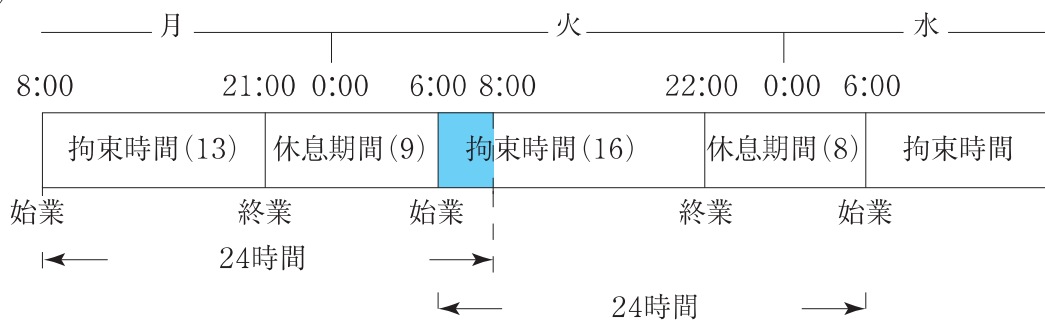 月 火 水
8:00 21:00 0:00 6:00 8:00 22:00 0:00 6:00
拘束時間(13) 休息期間(9) 拘束時間(16) 休息期間(8) 拘束時間
始業 終業 始業 終業 始業
24時間
24時間